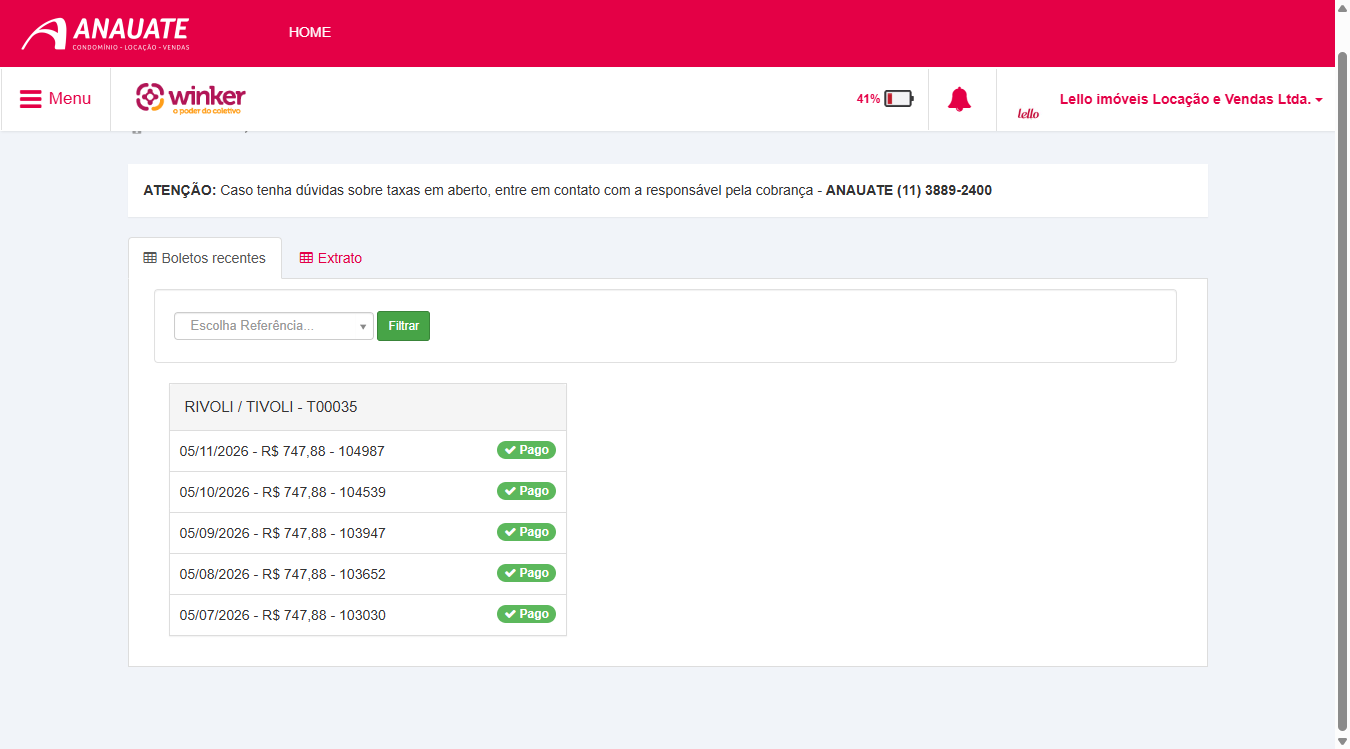 ANAUATE
CONDOMÍNIO - LOCAÇÃO - VENDAS
HOME
Menu
winker
o poder do coletivo
41%
lello
Lello imóveis Locação e Vendas Ltda.
ATENÇÃO: Caso tenha dúvidas sobre taxas em aberto, entre em contato com a responsável pela cobrança - ANAUATE (11) 3889-2400
Boletos recentes
Extrato
Escolha Referência...
Filtrar
RIVOLI / TIVOLI - T00035
05/11/2026 - R$ 747,88 - 104987
Pago
05/10/2026 - R$ 747,88 - 104539
Pago
05/09/2026 - R$ 747,88 - 103947
Pago
05/08/2026 - R$ 747,88 - 103652
Pago
05/07/2026 - R$ 747,88 - 103030
Pago